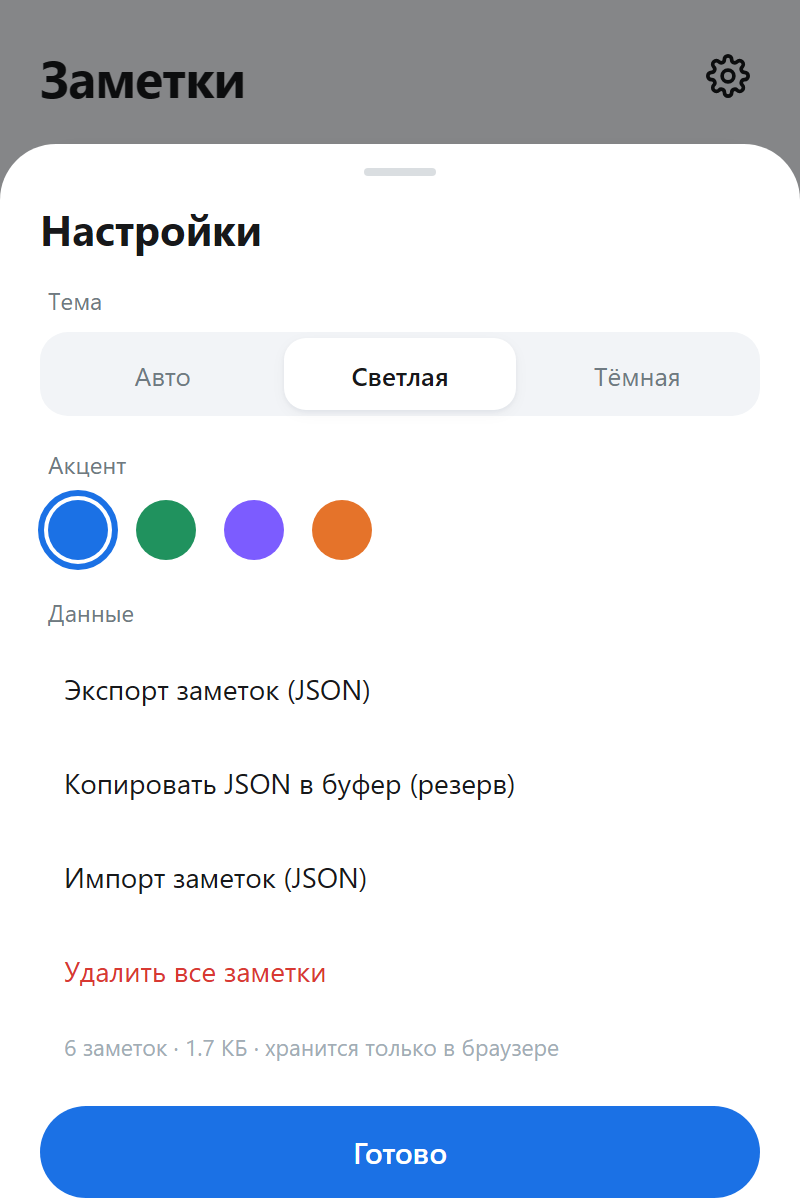 Заметки
Настройки
Тема
Авто
Светлая
Тёмная
Акцент
Данные
Экспорт заметок (JSON)
Копировать JSON в буфер (резерв)
Импорт заметок (JSON)
Удалить все заметки
6 заметок · 1.7 КБ · хранится только в браузере
Готово